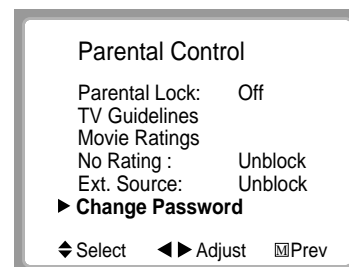 Parental Control
Parental Lock: Off
TV Guidelines
Movie Ratings
No Rating : Unblock
Ext. Source: Unblock
Change Password
Select Adjust M Prev